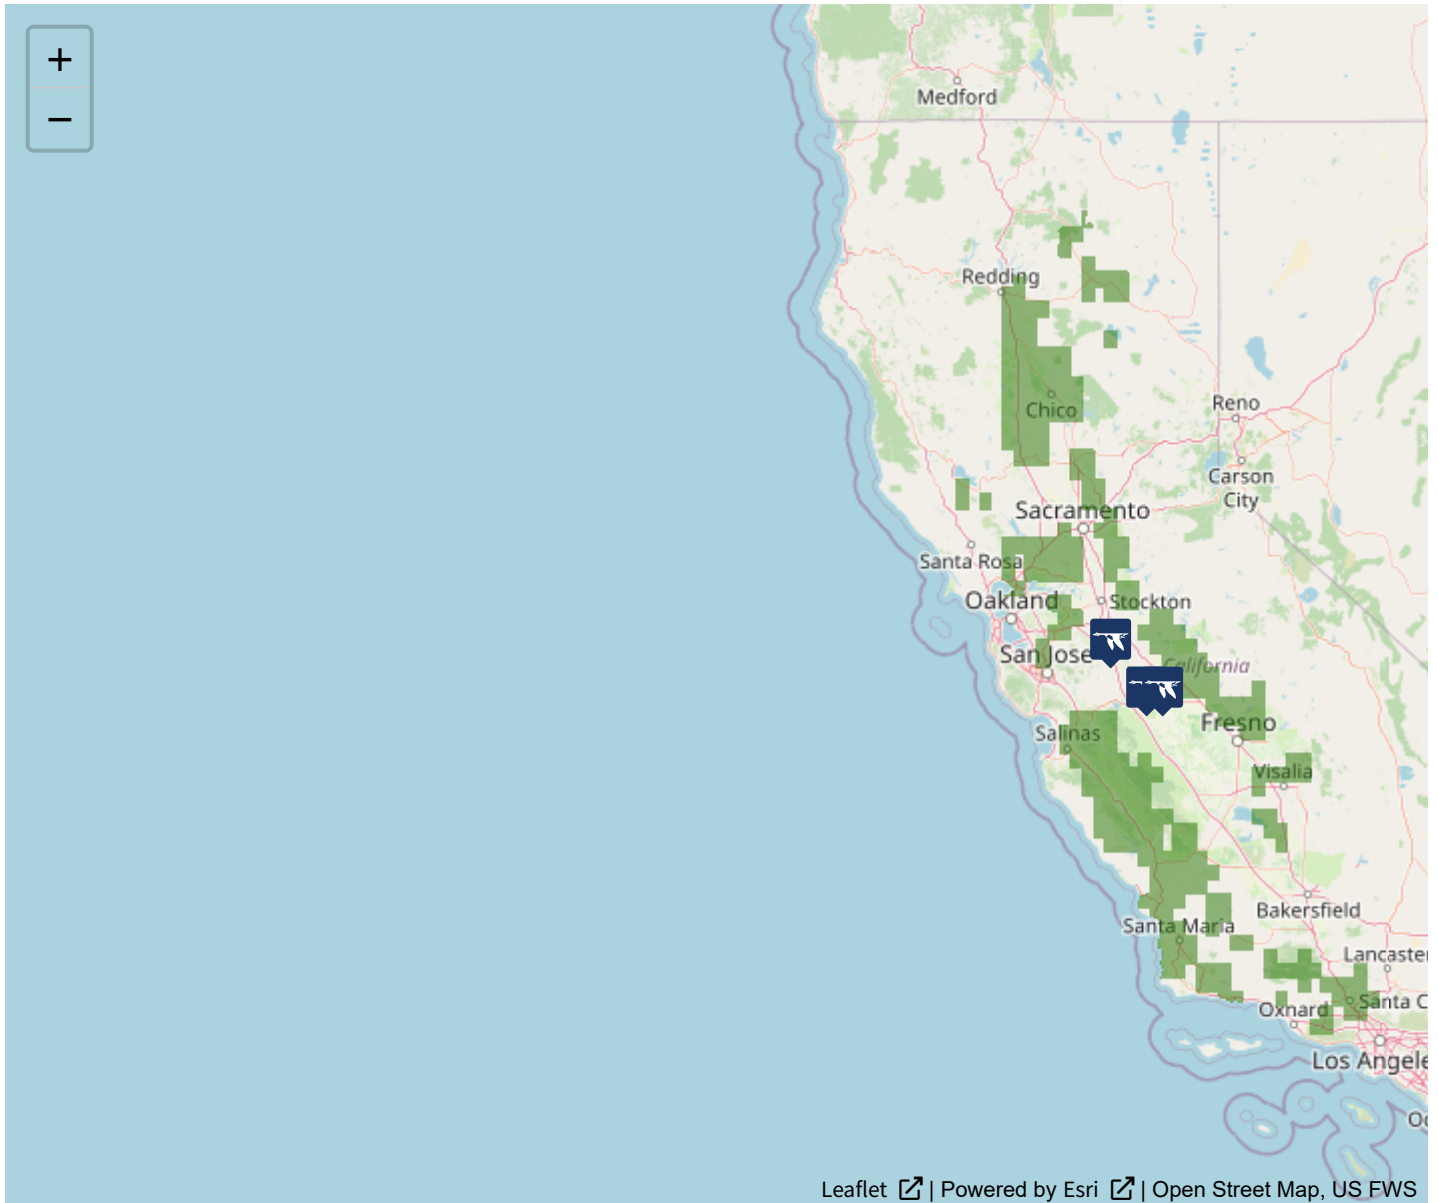 +
−
Medford
Redding
Chico
Reno
Carson
City
Sacramento
Santa Rosa
Oakland
Stockton
San Jose
California
Salinas
Fresno
Visalia
Bakersfield
Santa Maria
Lancaster
Santa C
Oxnard
Los Angele
Oc
Leaflet | Powered by Esri | Open Street Map, US FWS